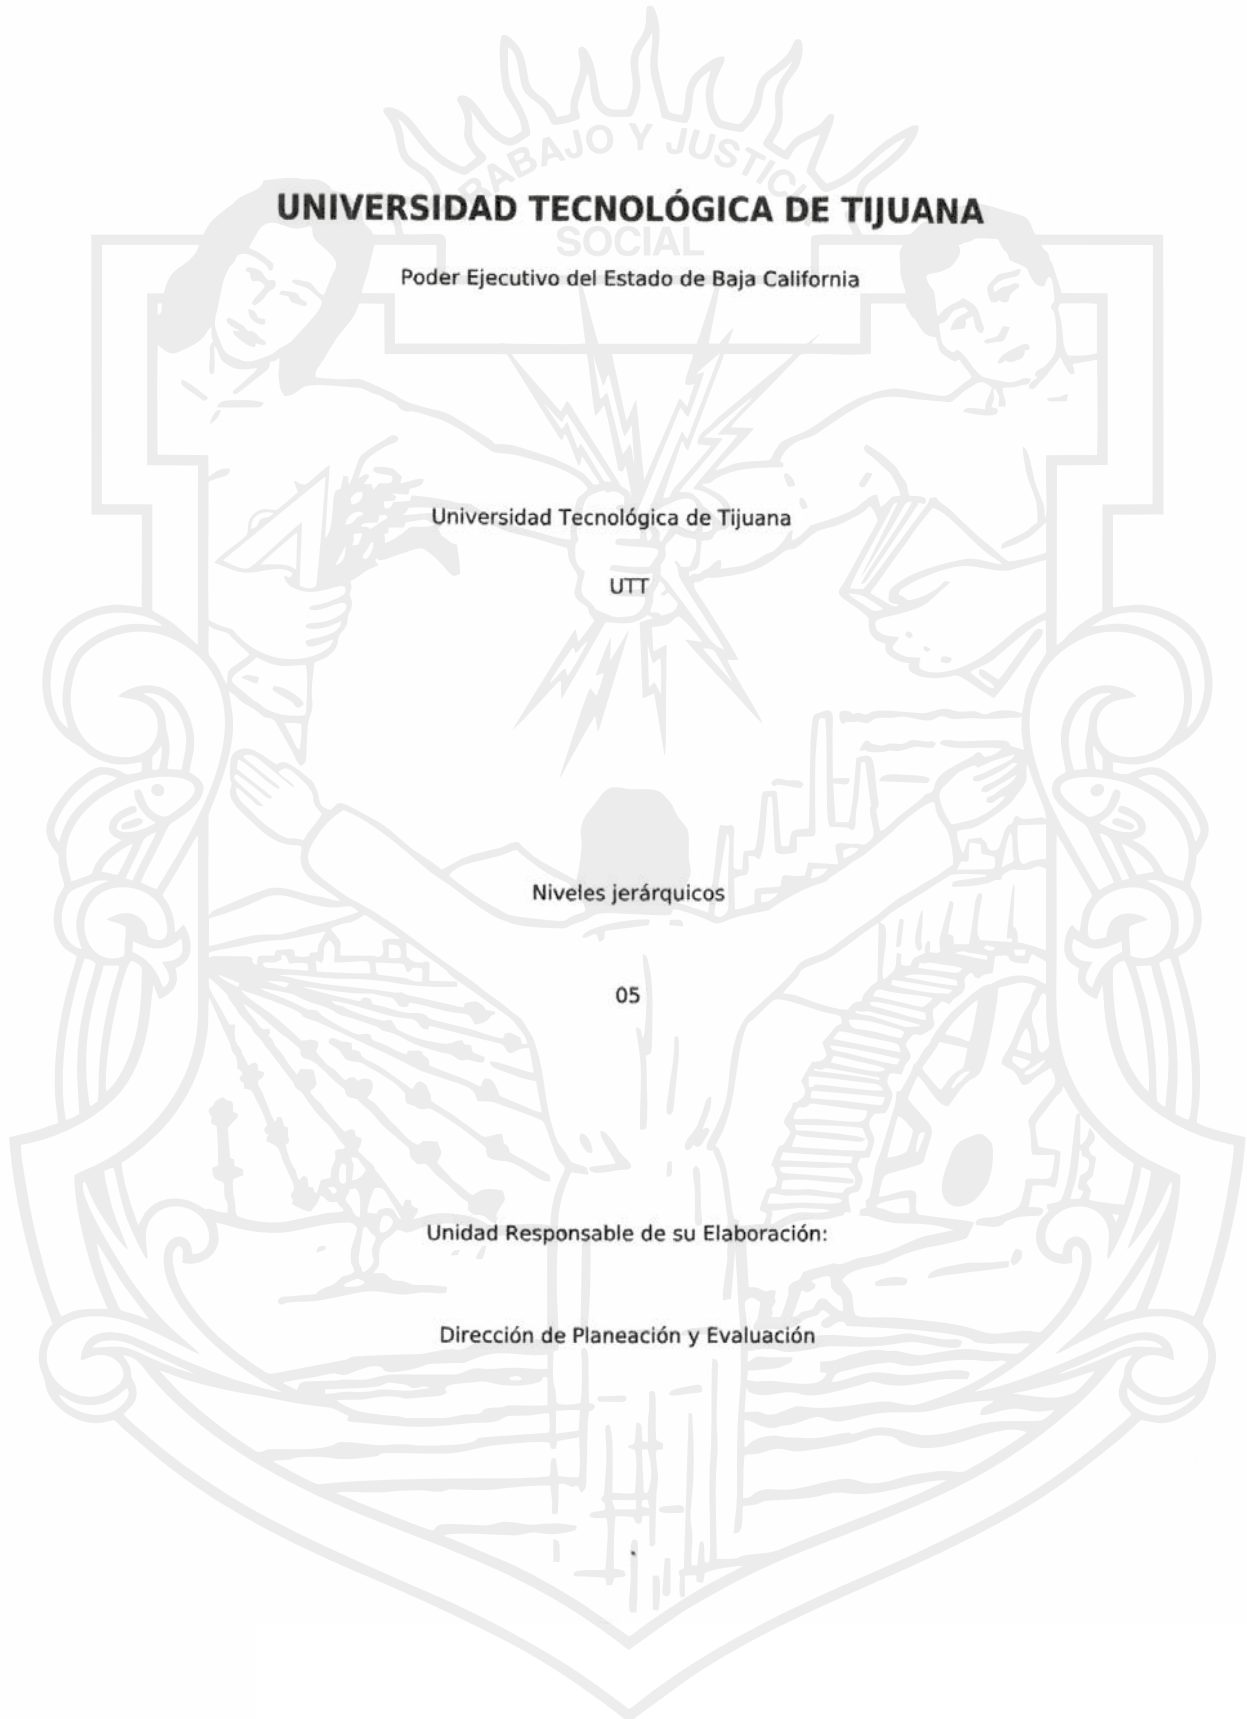 TRABAJO Y JUSTICIA
UNIVERSIDAD TECNOLÓGICA DE TIJUANA
SOCIAL
Poder Ejecutivo del Estado de Baja California
Universidad Tecnológica de Tijuana
UTT
Niveles jerárquicos
05
Unidad Responsable de su Elaboración:
Dirección de Planeación y Evaluación